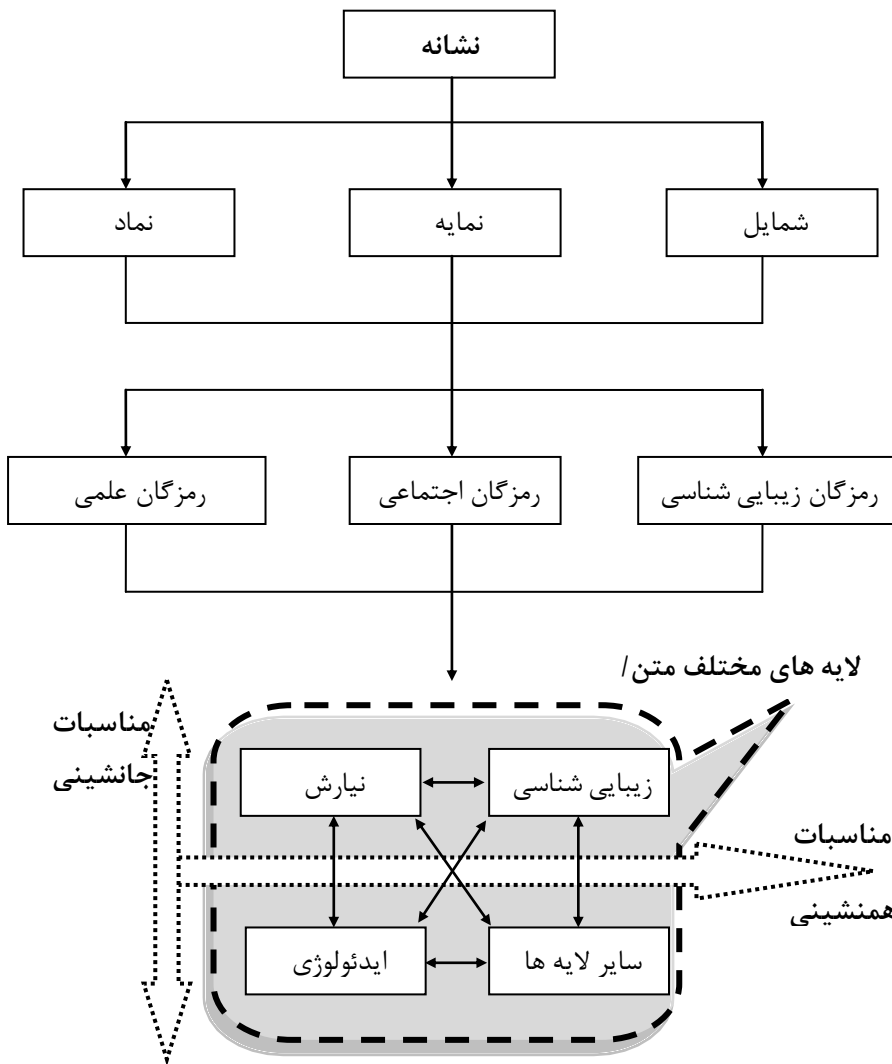 نشانه
شمایل
نمایه
نماد
رمزگان زیبایی شناسی
رمزگان اجتماعی
رمزگان علمی
لایه های مختلف متن/
مناسبات
جانشینی
زیبایی شناسی
نیارش
مناسبات
همنشینی
سایر لایه ها
ایدئولوژی